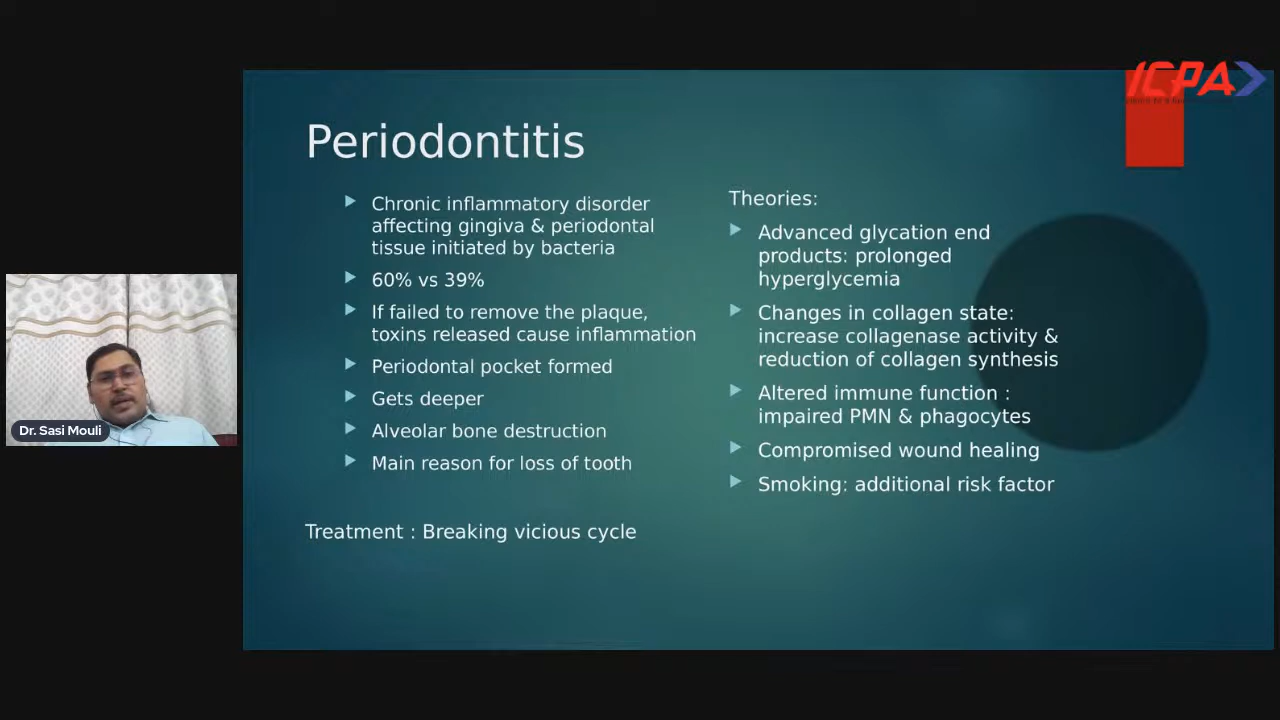 ICPA
Periodontitis
Chronic inflammatory disorder
affecting gingiva & periodontal
tissue initiated by bacteria
60% vs 39%
If failed to remove the plaque,
toxins released cause inflammation
Periodontal pocket formed
Gets deeper
Alveolar bone destruction
Main reason for loss of tooth
Treatment : Breaking vicious cycle
Theories:
Advanced glycation end
products: prolonged
hyperglycemia
Changes in collagen state:
increase collagenase activity &
reduction of collagen synthesis
Altered immune function :
impaired PMN & phagocytes
Compromised wound healing
Smoking: additional risk factor
Dr. Sasi Mouli